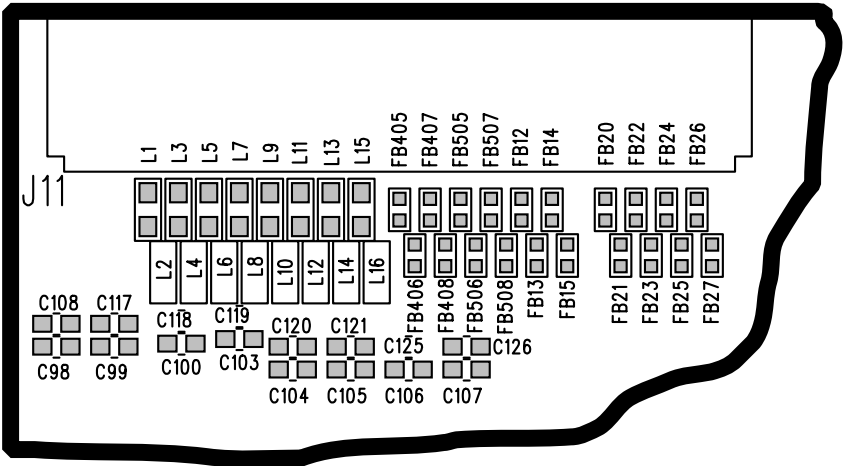 L1 L3 L5 L7 L9 L11 L13 L15 FB405 FB407 FB505 FB507 FB12 FB14 FB20 FB22 FB24 FB26
J11
L2 L4 L6 L8 L10 L12 L14 L16
FB406 FB408 FB506 FB508 FB13 FB15 FB21 FB23 FB25 FB27
C108 C117 C118 C119 C120 C121 C125 C126
C98 C99 C100 C103 C104 C105 C106 C107